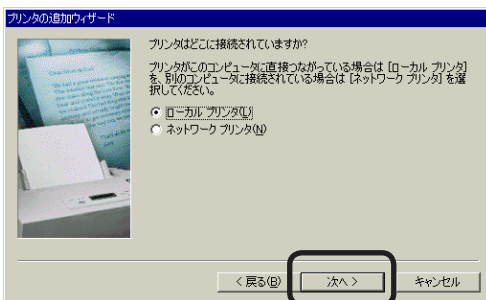 プリンタの追加ウィザード
プリンタはどこに接続されていますか?
プリンタがこのコンピュータに直接つながっている場合は [ローカル プリンタ]
を、別のコンピュータに接続されている場合は [ネットワーク プリンタ] を選
択してください。
ローカル プリンタ(L)
ネットワーク プリンタ(N)
< 戻る(B)
次へ >
キャンセル